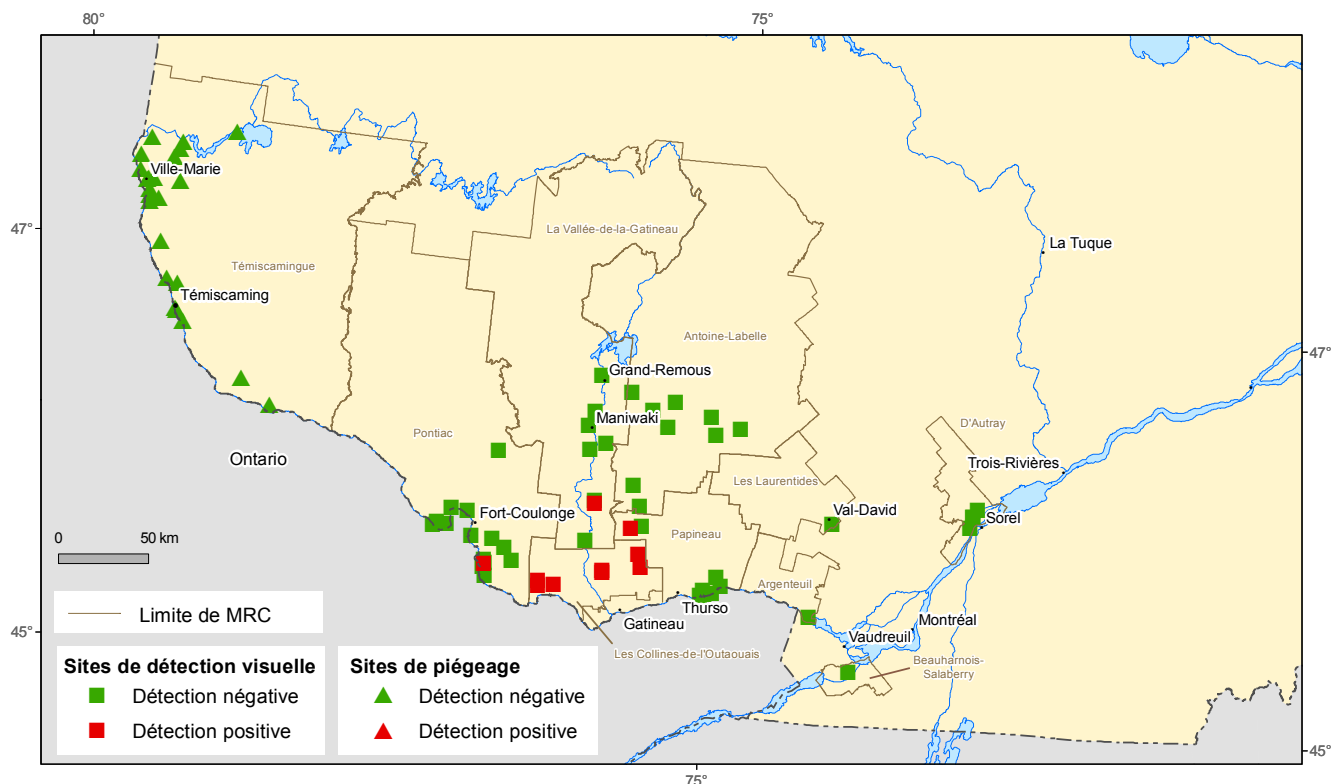 80°
75°
Ville-Marie
47°
La Vallée-de-la-Gatineau
La Tuque
Témiscamingue
Témiscaming
Antoine-Labelle
47°
Grand-Remous
Maniwaki
D'Autray
Pontiac
Ontario
Trois-Rivières
Les Laurentides
Fort-Coulonge
Val-David
Sorel
Papineau
0
50 km
Argenteuil
Thurso
Limite de MRC
Gatineau
Montréal
45°
Vaudreuil
Les Collines-de-l'Outaouais
Beauharnois-
Salaberry
Sites de détection visuelle
Détection négative
Détection positive
Sites de piégeage
Détection négative
Détection positive
45°
75°